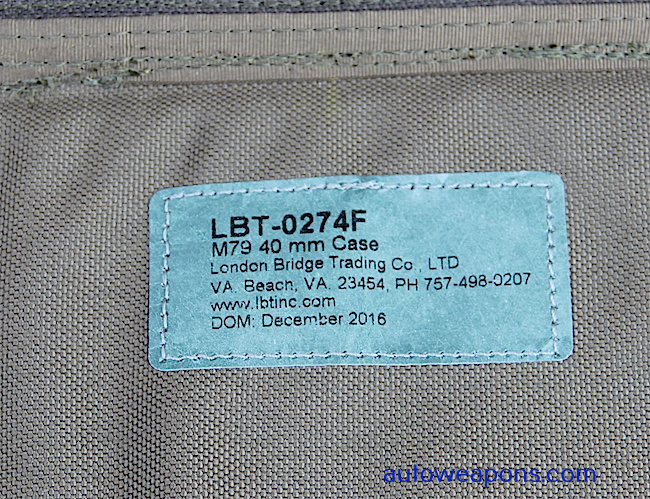 LBT-0274F
M79 40 mm Case
London Bridge Trading Co., LTD
VA. Beach, VA. 23454, PH 757-498-0207
www.lbtinc.com
DOM: December 2016
autoweapons.com